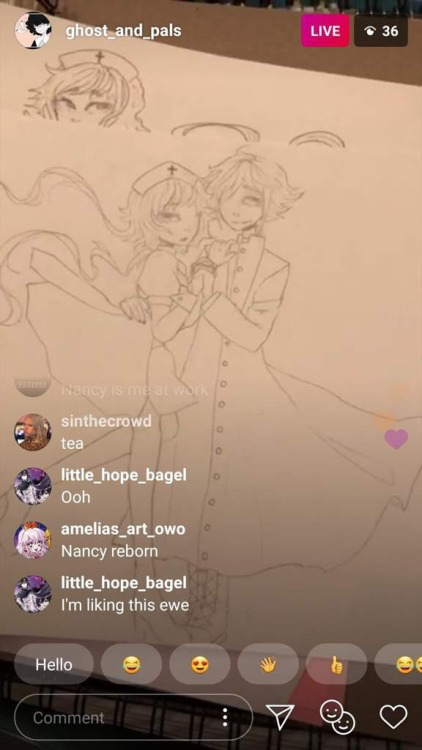 ghost_and_pals
LIVE
36
Nancy is me at work
sinthecrowd
tea
little_hope_bagel
Ooh
amelias_art_owo
Nancy reborn
little_hope_bagel
I'm liking this ewe
Hello
Comment